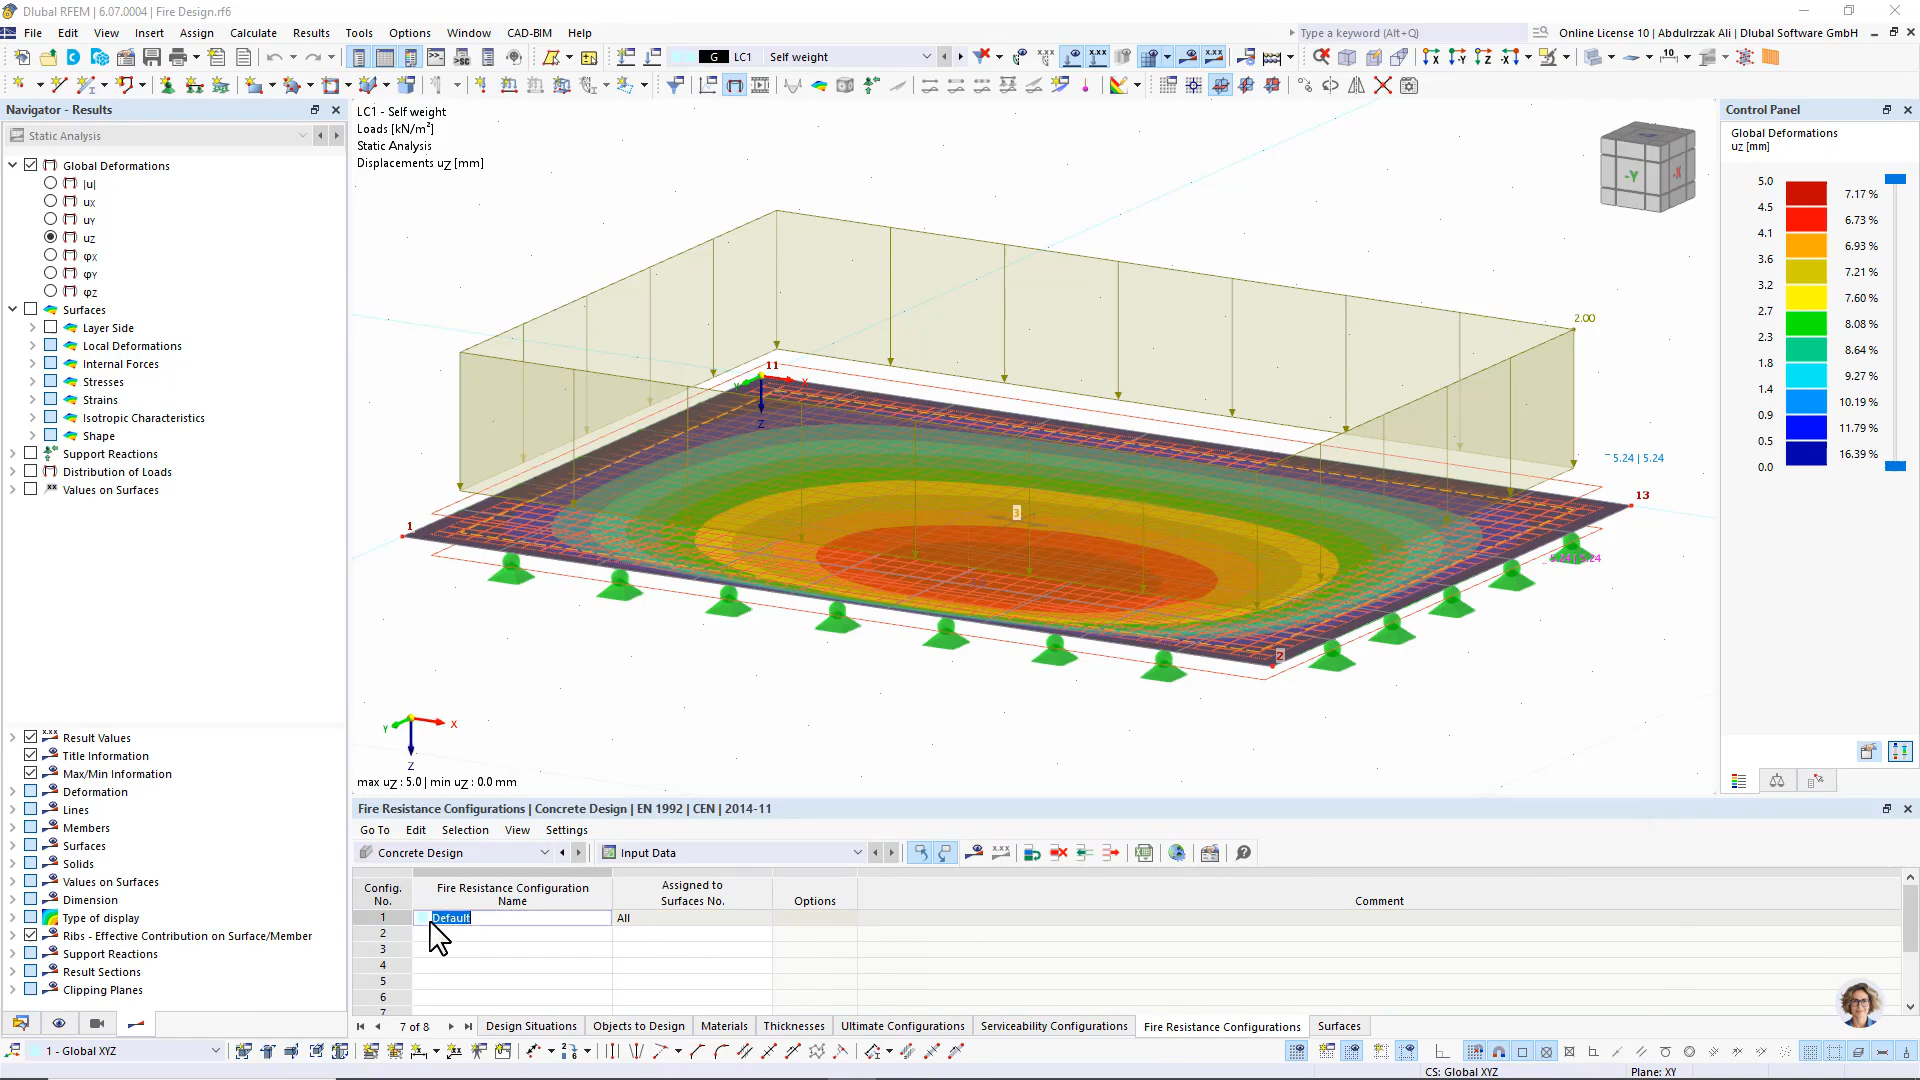 Dlubal RFEM | 6.07.0004 | Fire Design.rf6
File Edit View Insert Assign Calculate Results Tools Options Window CAD-BIM Help
Type a keyword (Alt+Q)
Online License 10 | Abdulrzzak Ali | Dlubal Software GmbH
G LC1 Self weight
Navigator - Results
Static Analysis
Global Deformations
|u|
uX
uY
uZ
φX
φY
φZ
Surfaces
Layer Side
Local Deformations
Internal Forces
Stresses
Strains
Isotropic Characteristics
Shape
Support Reactions
Distribution of Loads
Values on Surfaces
Result Values
Title Information
Max/Min Information
Deformation
Lines
Members
Surfaces
Solids
Values on Surfaces
Dimension
Type of display
Ribs - Effective Contribution on Surface/Member
Support Reactions
Result Sections
Clipping Planes
LC1 - Self weight
Loads [kN/m²]
Static Analysis
Displacements uZ [mm]
2.00
11
X
Y
Z
5.24 | 5.24
13
3
1
2
Y X
Z
max uZ : 5.0 | min uZ : 0.0 mm
-Y -X
Control Panel
Global Deformations
uZ [mm]
5.0 7.17 %
4.5 6.73 %
4.1 6.93 %
3.6 7.21 %
3.2 7.60 %
2.7 8.08 %
2.3 8.64 %
1.8 9.27 %
1.4 10.19 %
0.9 11.79 %
0.5 16.39 %
0.0
Fire Resistance Configurations | Concrete Design | EN 1992 | CEN | 2014-11
Go To Edit Selection View Settings
Concrete Design Input Data
Config. No. Fire Resistance Configuration Name Assigned to Surfaces No. Options Comment
1 Default All
2
3
4
5
6
7
7 of 8 Design Situations Objects to Design Materials Thicknesses Ultimate Configurations Serviceability Configurations Fire Resistance Configurations Surfaces
1 - Global XYZ
CS: Global XYZ Plane: XY